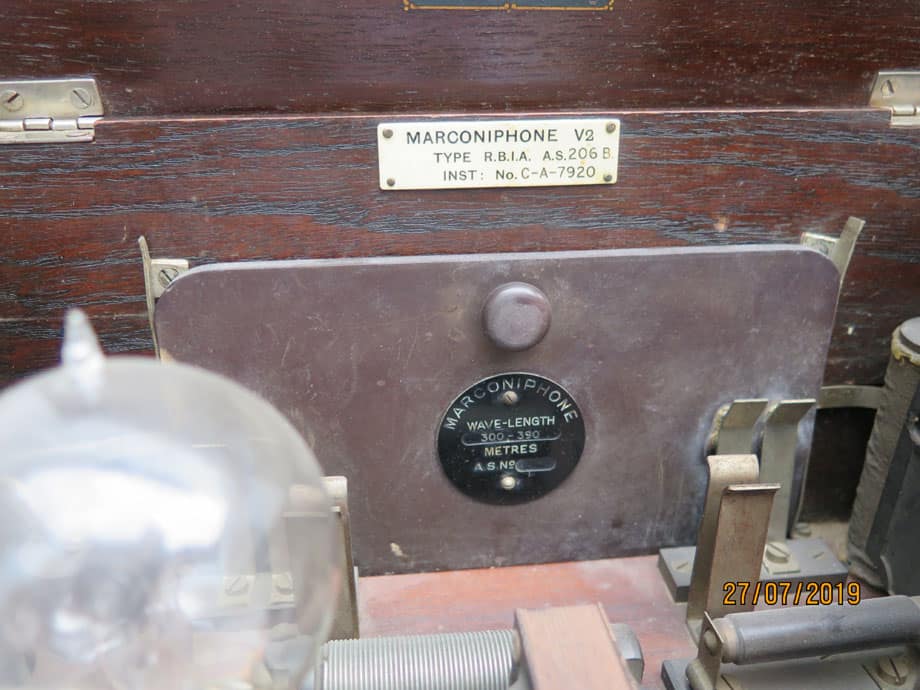 MARCONIPHONE V2
TYPE R.B.I.A. A.S.206 B.
INST: No. C-A-7920
MARCONIPHONE
WAVE-LENGTH
300-390
METRES
A.S.No
27/07/2019